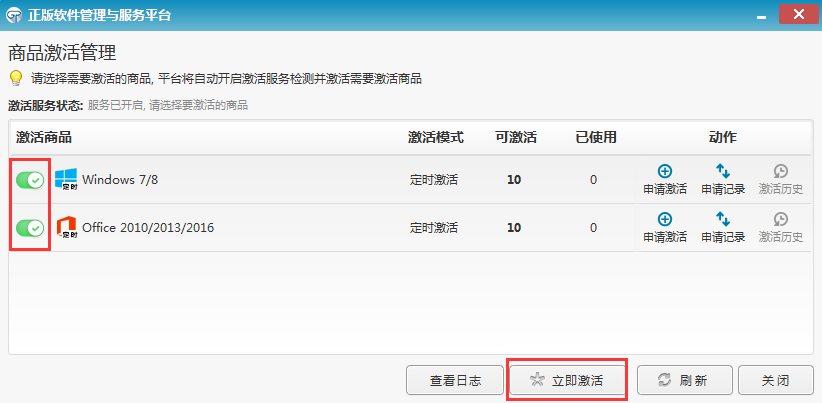 正版软件管理与服务平台
商品激活管理
请选择需要激活的商品, 平台将自动开启激活服务检测并激活需要激活商品
激活服务状态: 服务已开启, 请选择要激活的商品
激活商品 激活模式 可激活 已使用 动作
定时 Windows 7/8 定时激活 10 0 申请激活 申请记录 激活历史
定时 Office 2010/2013/2016 定时激活 10 0 申请激活 申请记录 激活历史
查看日志 立即激活 刷新 关闭